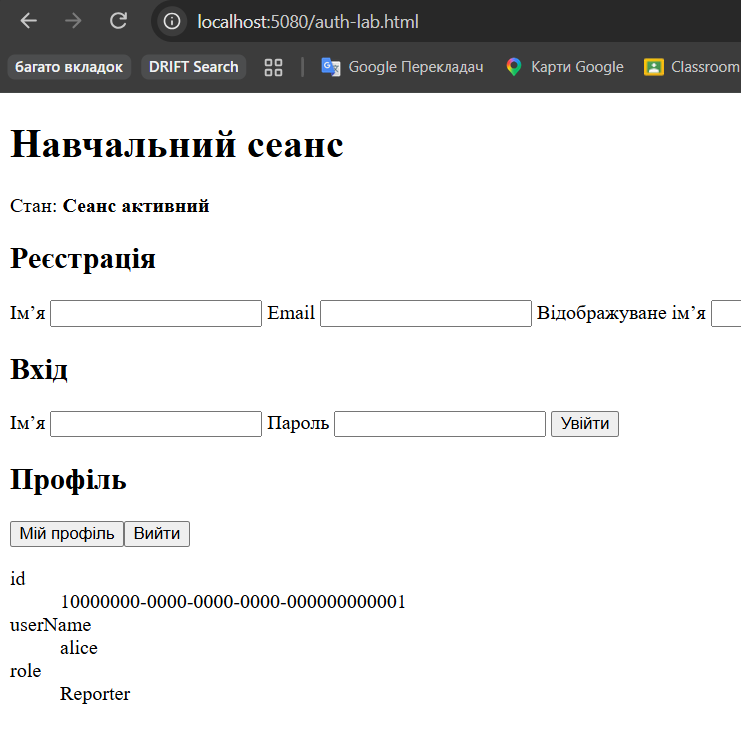 localhost:5080/auth-lab.html
багато вкладок DRIFT Search Google Перекладач Карти Google Classroom
Навчальний сеанс
Стан: Сеанс активний
Реєстрація
Ім’я Email Відображуване ім’я
Вхід
Ім’я Пароль Увійти
Профіль
Мій профіль Вийти
id
10000000-0000-0000-0000-000000000001
userName
alice
role
Reporter